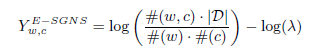 Y_{w,c}^{E-SGNS} = \log\left(\frac{\#(w,c) \cdot |\mathcal{D}|}{\#(w) \cdot \#(c)}\right) - \log(\lambda)